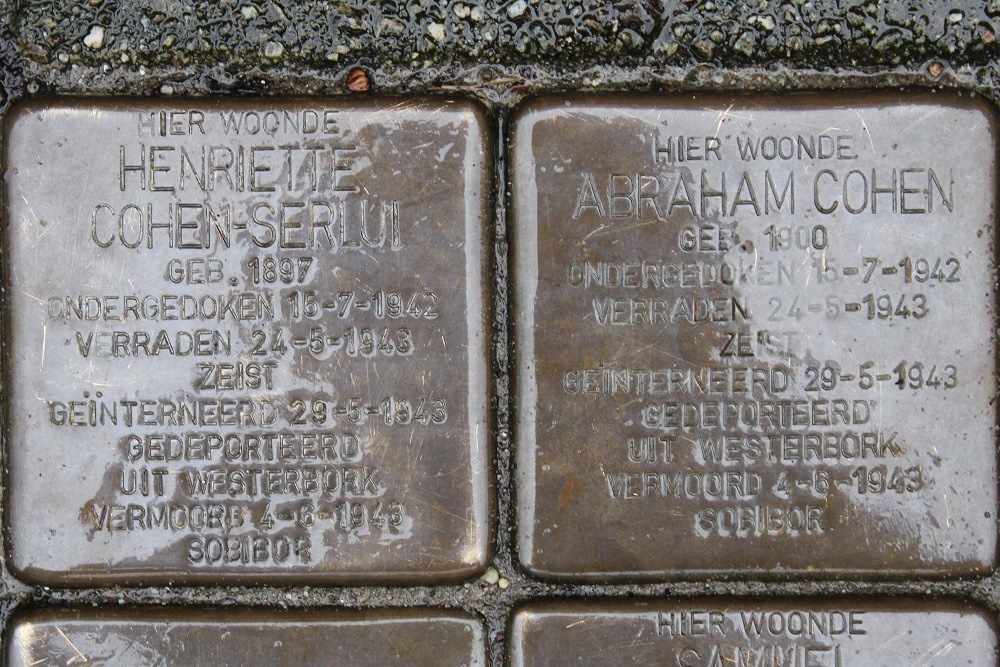 HIER WOONDE
HENRIETTE
COHEN-SERLUI
GEB. 1897
ONDERGEDOKEN 15-7-1942
VERRADEN 24-5-1943
ZEIST
GEÏNTERNEERD 29-5-1943
GEDEPORTEERD
UIT WESTERBORK
VERMOORD 4-6-1943
SOBIBOR
HIER WOONDE
ABRAHAM COHEN
GEB. 1900
ONDERGEDOKEN 15-7-1942
VERRADEN 24-5-1943
ZEIST
GEÏNTERNEERD 29-5-1943
GEDEPORTEERD
UIT WESTERBORK
VERMOORD 4-6-1943
SOBIBOR
HIER WOONDE
SAMUEL